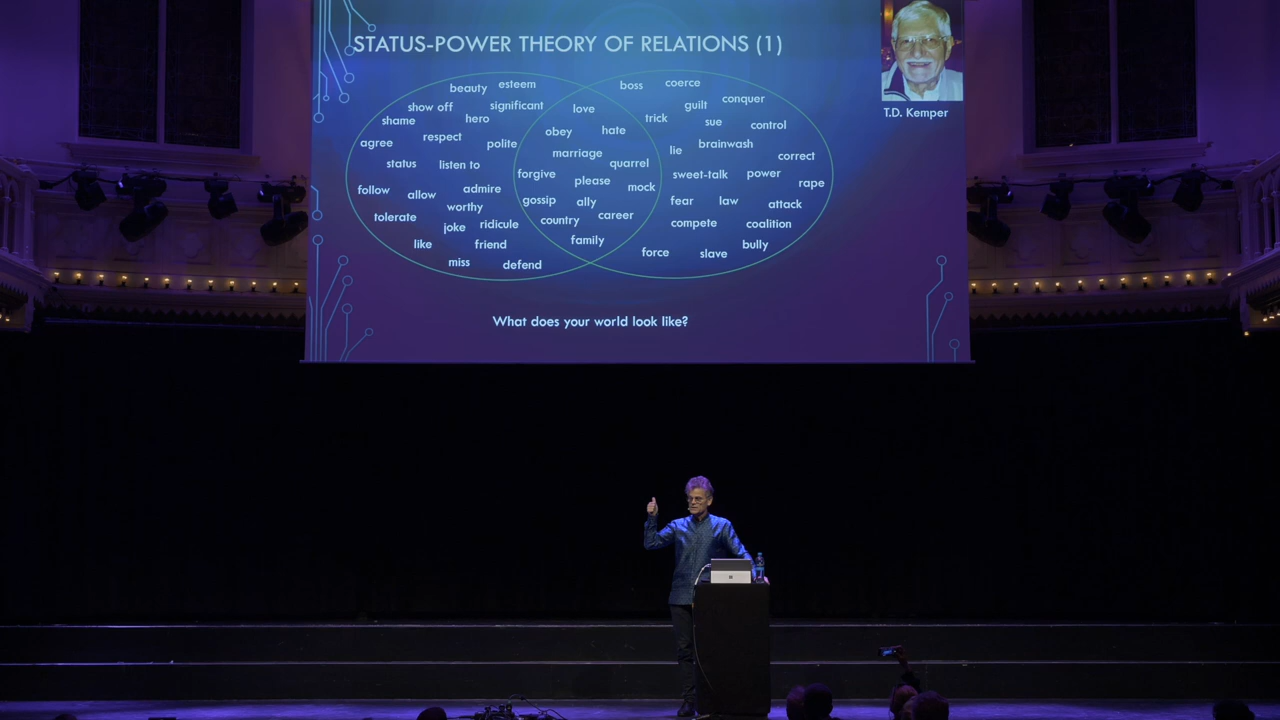 STATUS-POWER THEORY OF RELATIONS (1)
beauty esteem
show off significant
shame hero
agree respect polite
status listen to
follow allow admire
worthy
tolerate joke ridicule
like friend
miss defend
love
obey hate
marriage
quarrel
forgive please mock
gossip ally
country career
family
boss coerce
guilt conquer
trick sue control
lie brainwash correct
sweet-talk power rape
fear law attack
compete coalition
force slave bully
T.D. Kemper
What does your world look like?